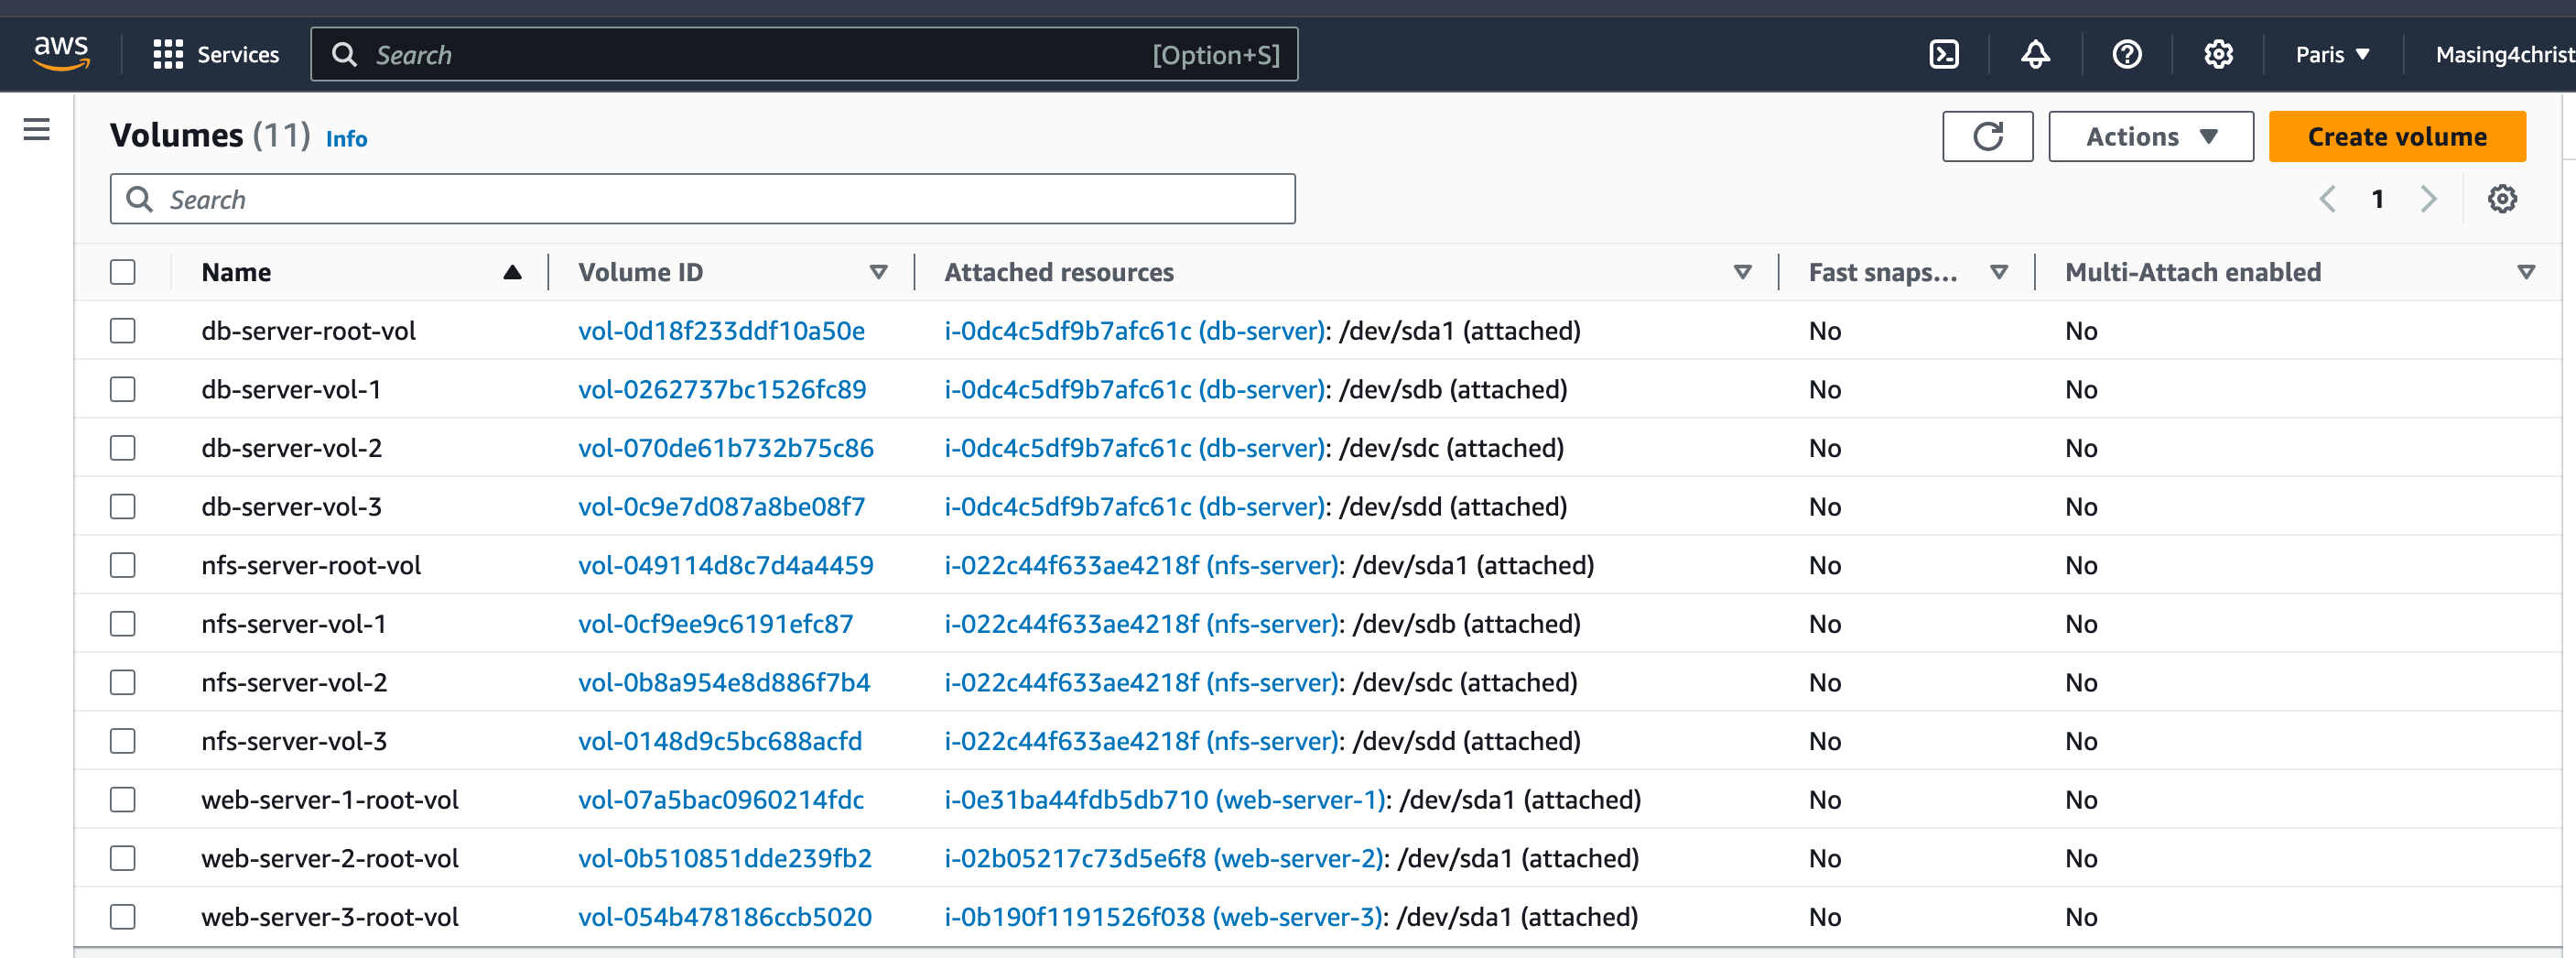 aws Services Search [Option+S] Paris Masing4christ
Volumes (11) Info Actions Create volume
Search 1
Name Volume ID Attached resources Fast snaps... Multi-Attach enabled
db-server-root-vol vol-0d18f233ddf10a50e i-0dc4c5df9b7afc61c (db-server): /dev/sda1 (attached) No No
db-server-vol-1 vol-0262737bc1526fc89 i-0dc4c5df9b7afc61c (db-server): /dev/sdb (attached) No No
db-server-vol-2 vol-070de61b732b75c86 i-0dc4c5df9b7afc61c (db-server): /dev/sdc (attached) No No
db-server-vol-3 vol-0c9e7d087a8be08f7 i-0dc4c5df9b7afc61c (db-server): /dev/sdd (attached) No No
nfs-server-root-vol vol-049114d8c7d4a4459 i-022c44f633ae4218f (nfs-server): /dev/sda1 (attached) No No
nfs-server-vol-1 vol-0cf9ee9c6191efc87 i-022c44f633ae4218f (nfs-server): /dev/sdb (attached) No No
nfs-server-vol-2 vol-0b8a954e8d886f7b4 i-022c44f633ae4218f (nfs-server): /dev/sdc (attached) No No
nfs-server-vol-3 vol-0148d9c5bc688acfd i-022c44f633ae4218f (nfs-server): /dev/sdd (attached) No No
web-server-1-root-vol vol-07a5bac0960214fdc i-0e31ba44fdb5db710 (web-server-1): /dev/sda1 (attached) No No
web-server-2-root-vol vol-0b510851dde239fb2 i-02b05217c73d5e6f8 (web-server-2): /dev/sda1 (attached) No No
web-server-3-root-vol vol-054b478186ccb5020 i-0b190f1191526f038 (web-server-3): /dev/sda1 (attached) No No